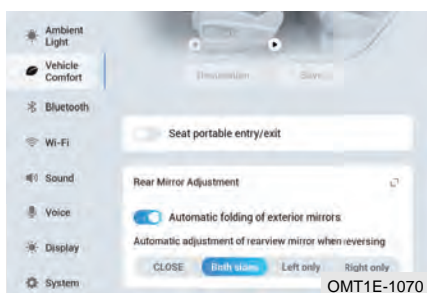 Ambient
Light
Vehicle
Comfort
Bluetooth
Seat portable entry/exit
Wi-Fi
Sound
Rear Mirror Adjustment
Voice
Automatic folding of exterior mirrors
Display
Automatic adjustment of rearview mirror when reversing
CLOSE Both sides Left only Right only
System
OMT1E-1070